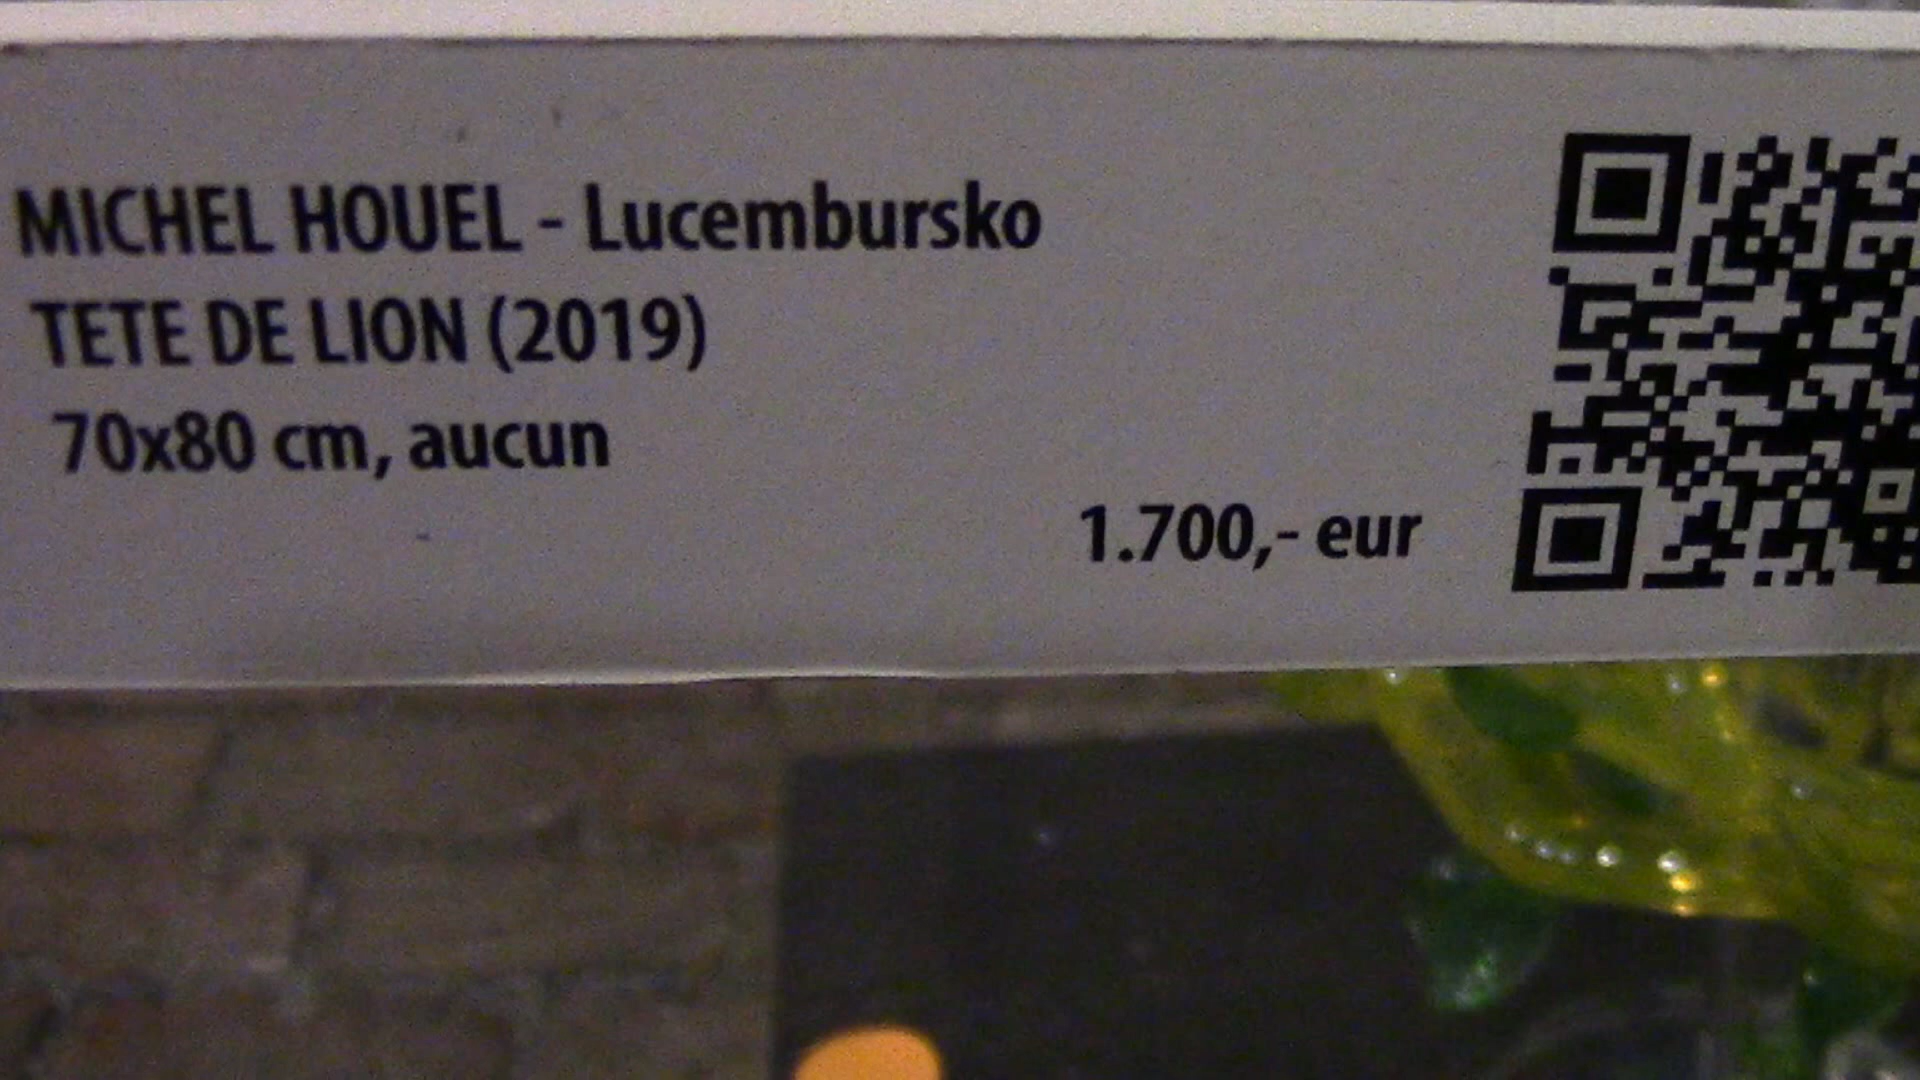 MICHEL HOUEL - Lucembursko
TETE DE LION (2019)
70x80 cm, aucun
1.700,- eur